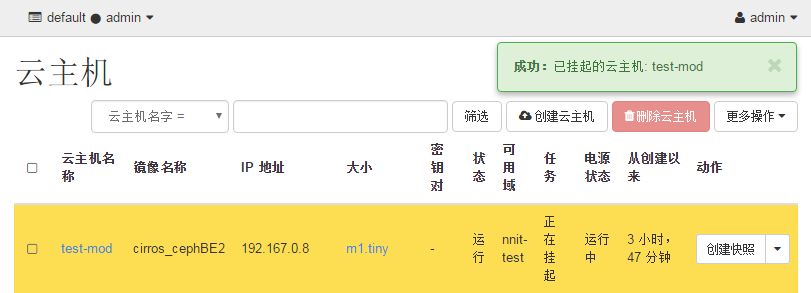 default ● admin
admin
云主机
成功：已挂起的云主机: test-mod ×
云主机名字 =
筛选
创建云主机
删除云主机
更多操作
云主机名称
镜像名称
IP 地址
大小
密钥对
状态
可用域
任务
电源状态
从创建以来
动作
test-mod
cirros_cephBE2
192.167.0.8
m1.tiny
-
运行
nnit-test
正在挂起
运行中
3 小时，47 分钟
创建快照